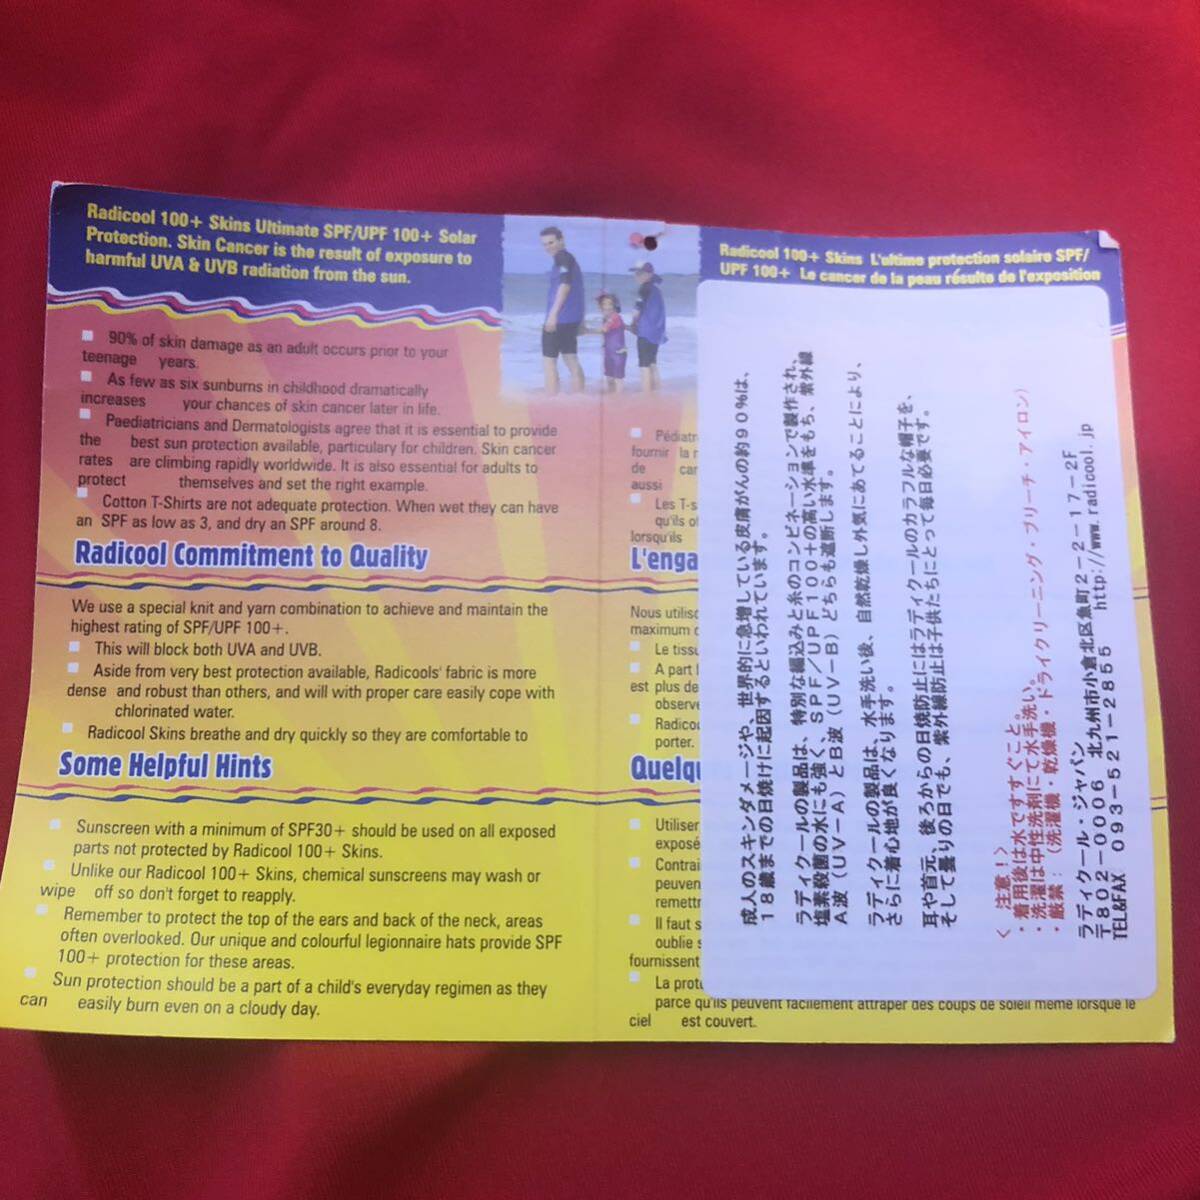 Radicool 100+ Skins Ultimate SPF/UPF 100+ Solar
Protection. Skin Cancer is the result of exposure to
harmful UVA & UVB radiation from the sun.
90% of skin damage as an adult occurs prior to your
teenage years.
As few as six sunburns in childhood dramatically
increases your chances of skin cancer later in life.
Paediatricians and Dermatologists agree that it is essential to provide
the best sun protection available, particulary for children. Skin cancer
rates are climbing rapidly worldwide. It is also essential for adults to
protect themselves and set the right example.
Cotton T-Shirts are not adequate protection. When wet they can have
an SPF as low as 3, and dry an SPF around 8.
Radicool Commitment to Quality
We use a special knit and yarn combination to achieve and maintain the
highest rating of SPF/UPF 100+.
This will block both UVA and UVB.
Aside from very best protection available, Radicools' fabric is more
dense and robust than others, and will with proper care easily cope with
chlorinated water.
Radicool Skins breathe and dry quickly so they are comfortable to
Some Helpful Hints
Sunscreen with a minimum of SPF30+ should be used on all exposed
parts not protected by Radicool 100+ Skins.
Unlike our Radicool 100+ Skins, chemical sunscreens may wash or
wipe off so don't forget to reapply.
Remember to protect the top of the ears and back of the neck, areas
often overlooked. Our unique and colourful legionnaire hats provide SPF
100+ protection for these areas.
Sun protection should be a part of a child's everyday regimen as they
can easily burn even on a cloudy day.
Radicool 100+ Skins L'ultime protection solaire SPF/
UPF 100+ Le cancer de la peau résulte de l'exposition
fournir la
de
aussi
Les
qu'ils
lorsqu'ils
Nous
maximum
Le
A part
est plus de
porter.
Utiliser
Il faut
oublie
fournissent
La
parce qu'ils peuvent facilement attraper des coups de soleil même lorsque le
ciel est couvert.
成人のスキンダメージや、世界的に急増している皮膚がんの約90%は、
18歳までの日焼けに起因するといわれています。
ラディクールの製品は、特別な編込みと糸のコンビネーションで製作され、
塩素殺菌の水にも強く、SPF/UPF100+の高い水準をもち、紫外線
A波(UV-A)とB波(UV-B)どちらも遮断します。
ラディクールの製品は、水手洗い後、自然乾燥し外気にあてることにより、
さらに着心地が良くなります。
耳や首元、後ろからの日焼防止にはラディクールのカラフルな帽子を、
そして曇りの日でも、紫外線防止は子供たちにとって毎日必要です。
<注意!>
・着用後は水ですすぐこと。
・洗濯は中性洗剤にて水手洗い。
・厳禁:(洗濯機・乾燥機・ドライクリーニング・ブリーチ・アイロン)
ラディクール・ジャパン
〒802-0006 北九州市小倉北区魚町2-2-17-2F
TEL&FAX 093-521-2855 http://www.radicool.jp